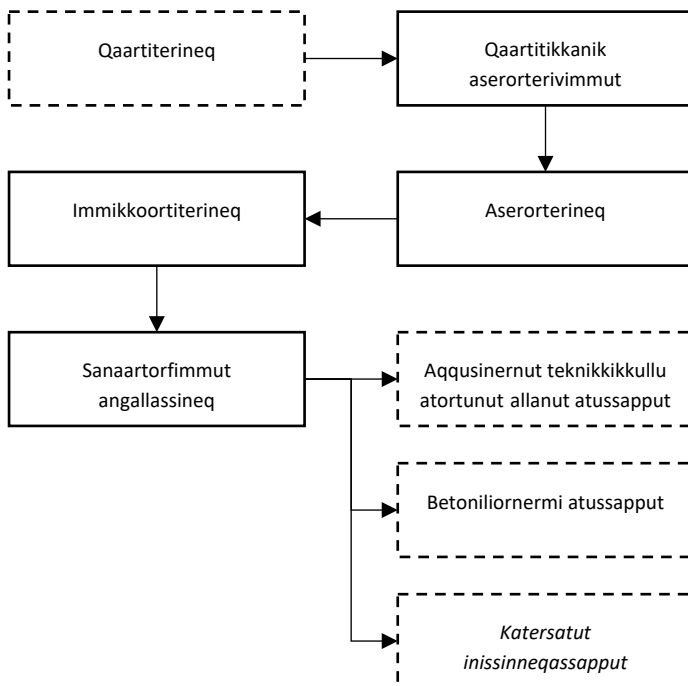 Qaartiterineq
Qaartitikkanik
aserorterivimmut
Immikkoortiterineq
Aserorterineq
Sanaartorfimmut
angallassineq
Aqqusinernut teknikkikkullu
atortunut allanut atussapput
Betoniliornermi atussapput
Katersatut
inissinneqassapput